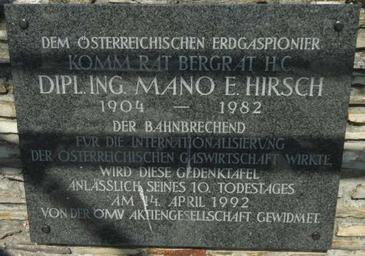 DEM ÖSTERREICHISCHEN ERDGASPIONIER
KOMM. RAT BERGRAT H.C.
DIPL. ING. MANO E. HIRSCH
1904 — 1982
DER BAHNBRECHEND
FÜR DIE INTERNATIONALISIERUNG
DER ÖSTERREICHISCHEN GASWIRTSCHAFT WIRKTE,
WIRD DIESE GEDENKTAFEL
ANLÄSSLICH SEINES 10. TODESTAGES
AM 14. APRIL 1992
VON DER ÖMV AKTIENGESELLSCHAFT GEWIDMET.